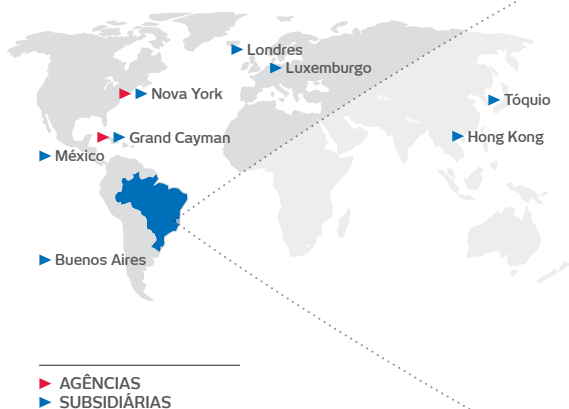 Londres
Luxemburgo
Nova York
Tóquio
Grand Cayman
Hong Kong
México
Buenos Aires
AGÊNCIAS
SUBSIDIÁRIAS